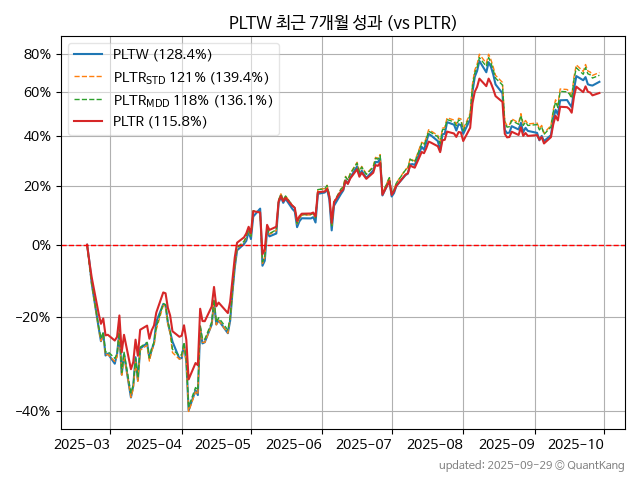 PLTW 최근 7개월 성과 (vs PLTR)
PLTW (128.4%)
PLTRSTD 121% (139.4%)
PLTRMDD 118% (136.1%)
PLTR (115.8%)
80%
60%
40%
20%
0%
−20%
−40%
2025-03 2025-04 2025-05 2025-06 2025-07 2025-08 2025-09 2025-10
updated: 2025-09-29 © QuantKang